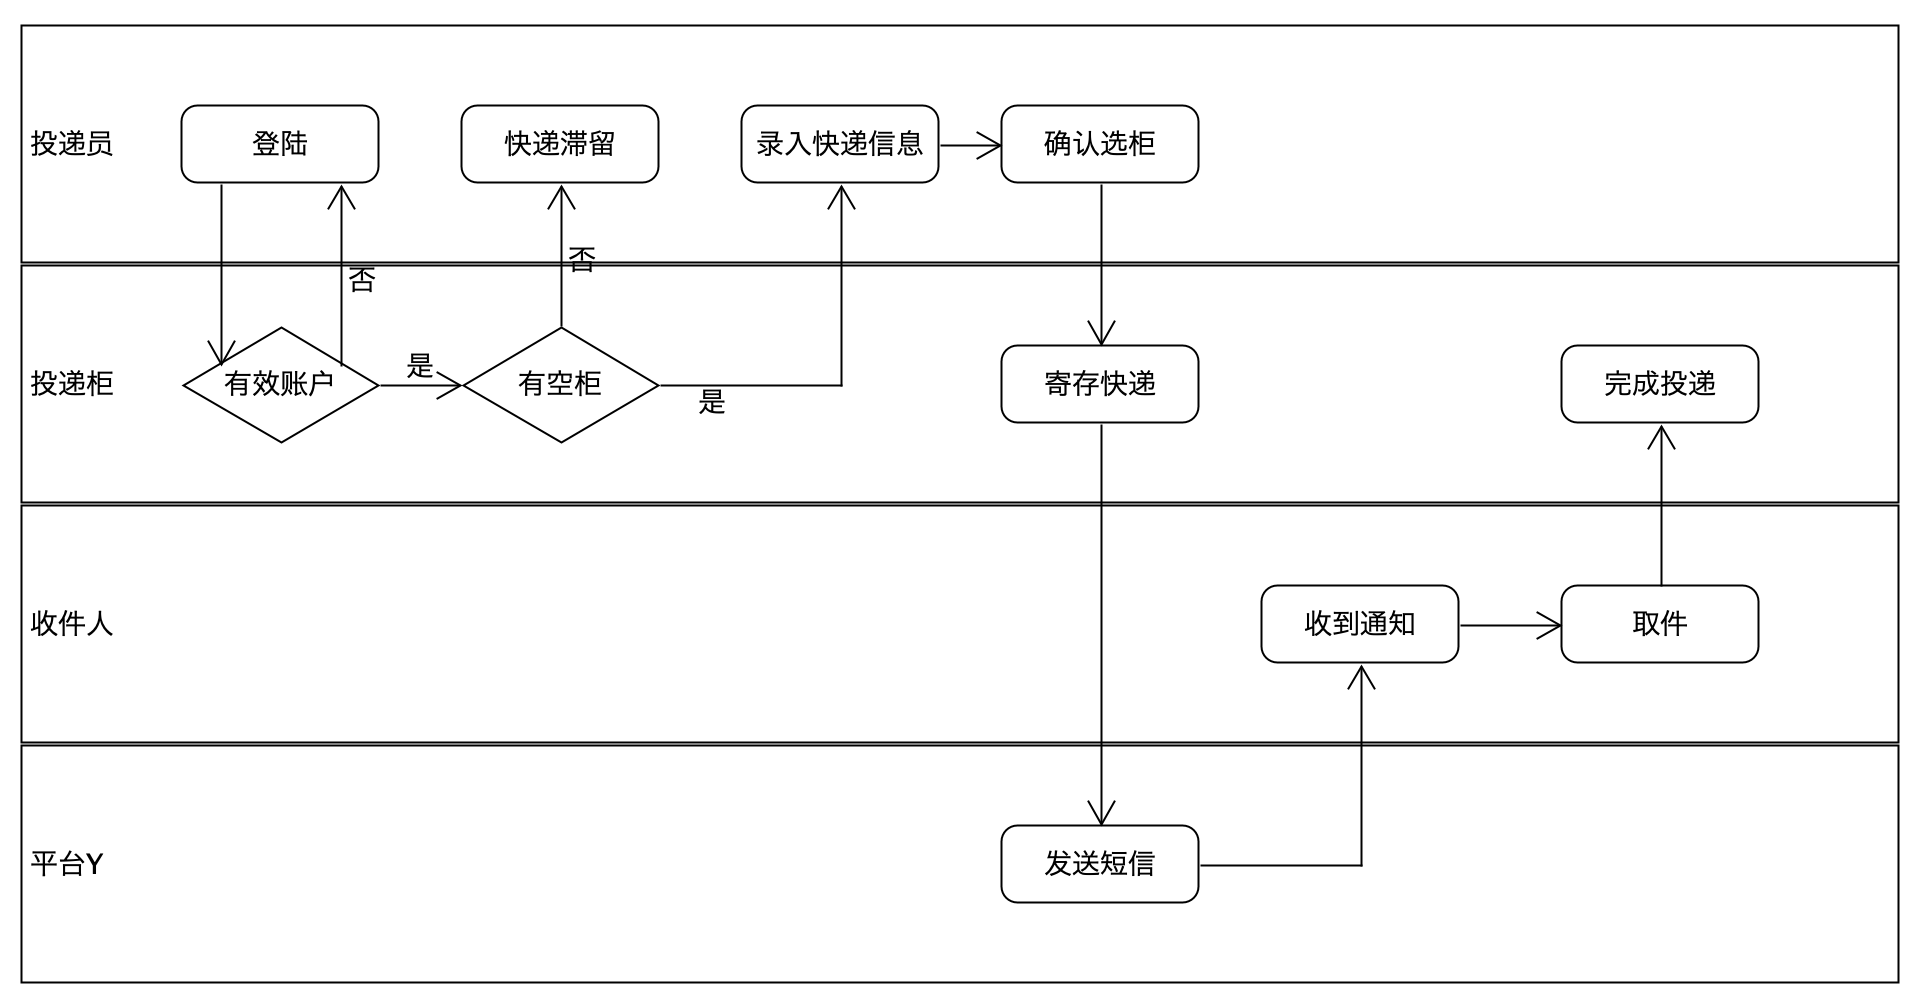 投递员
登陆
快递滞留
录入快递信息
确认选柜
否
否
投递柜
有效账户
是
有空柜
是
寄存快递
完成投递
收件人
收到通知
取件
平台Y
发送短信